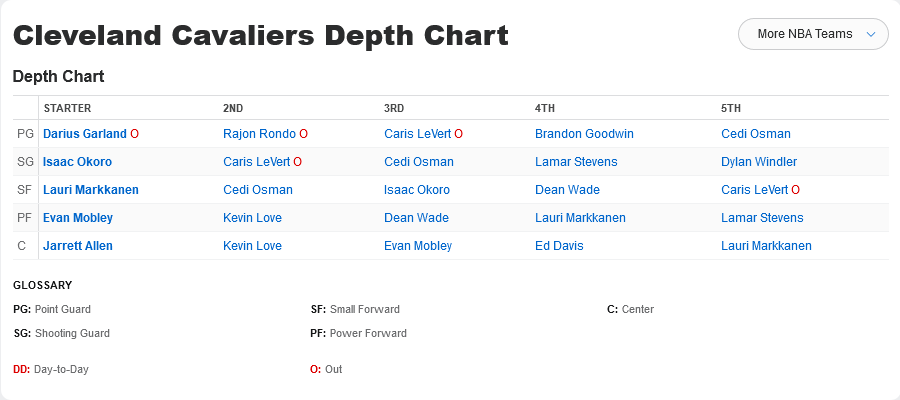 Cleveland Cavaliers Depth Chart
More NBA Teams
Depth Chart
STARTER 2ND 3RD 4TH 5TH
PG Darius Garland O Rajon Rondo O Caris LeVert O Brandon Goodwin Cedi Osman
SG Isaac Okoro Caris LeVert O Cedi Osman Lamar Stevens Dylan Windler
SF Lauri Markkanen Cedi Osman Isaac Okoro Dean Wade Caris LeVert O
PF Evan Mobley Kevin Love Dean Wade Lauri Markkanen Lamar Stevens
C Jarrett Allen Kevin Love Evan Mobley Ed Davis Lauri Markkanen
GLOSSARY
PG: Point Guard SF: Small Forward C: Center
SG: Shooting Guard PF: Power Forward
DD: Day-to-Day O: Out